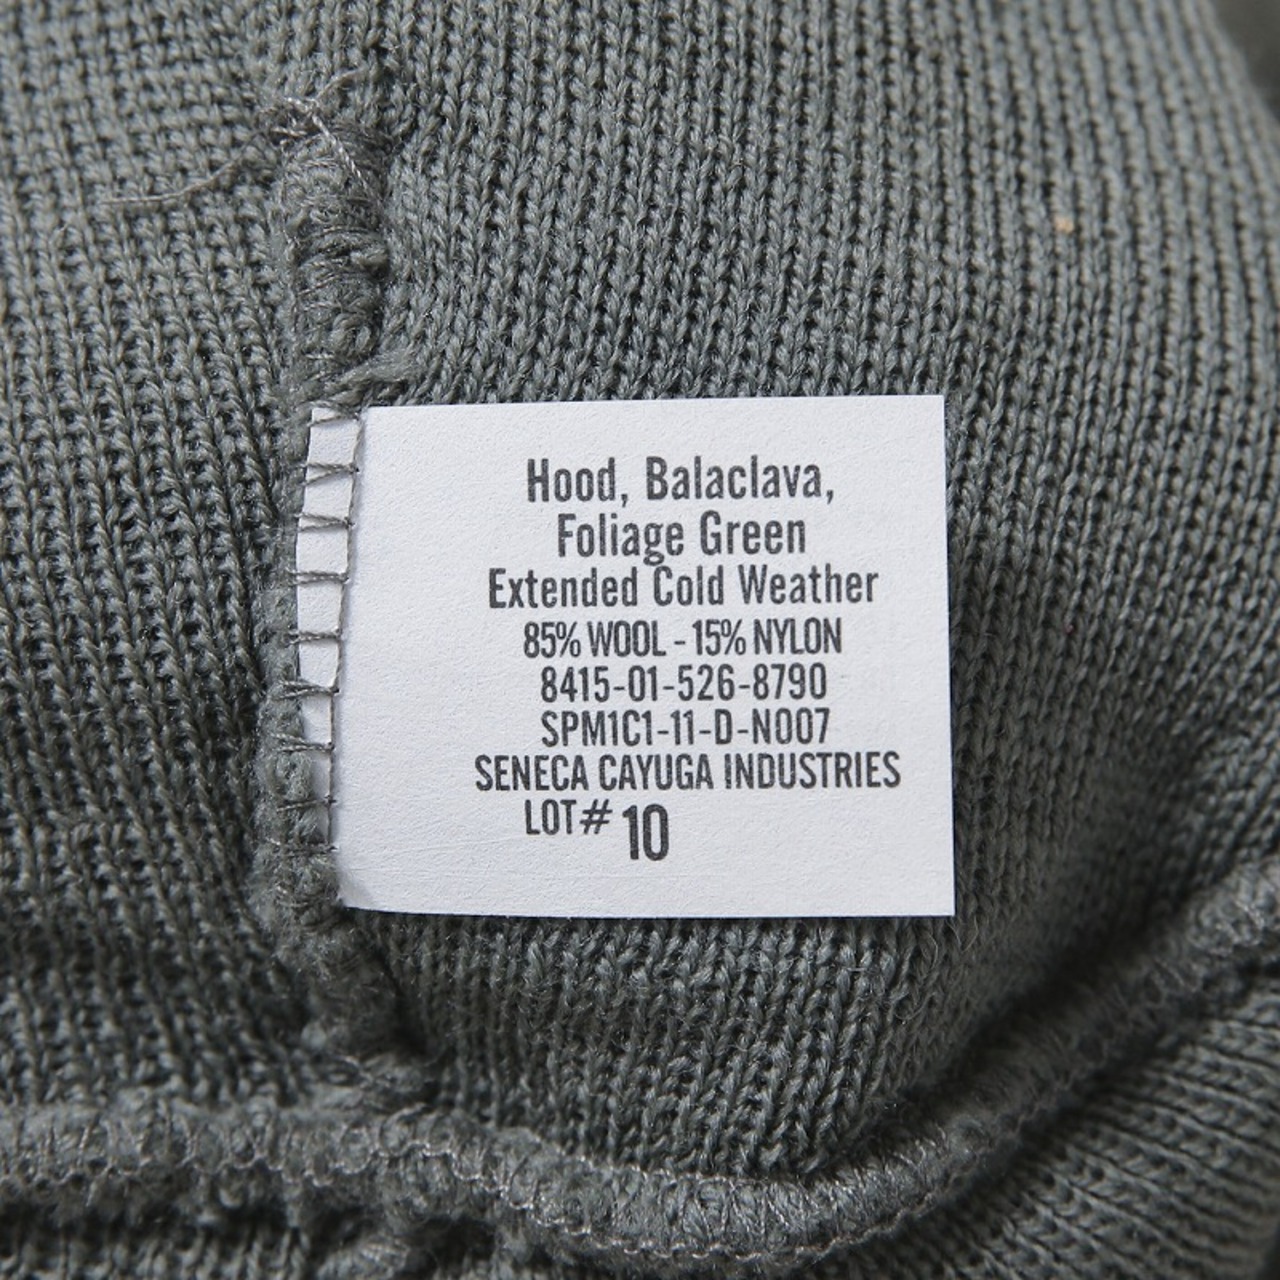 Hood, Balaclava,
Foliage Green
Extended Cold Weather
85% WOOL - 15% NYLON
8415-01-526-8790
SPM1C1-11-D-N007
SENECA CAYUGA INDUSTRIES
LOT# 10